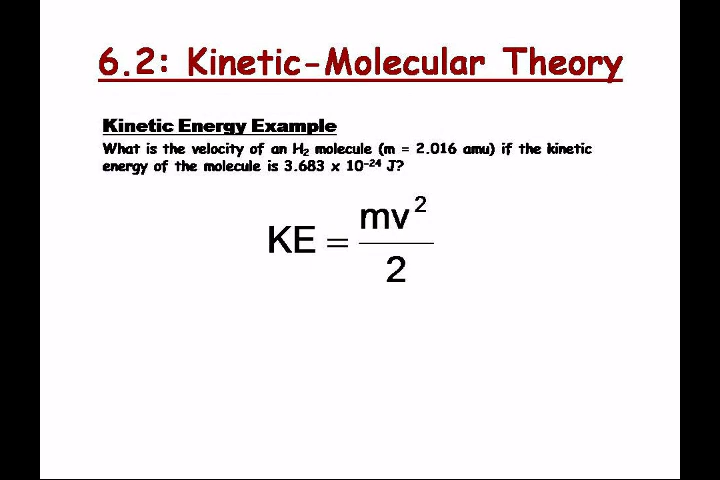 6.2: Kinetic-Molecular Theory
Kinetic Energy Example
What is the velocity of an H₂ molecule (m = 2.016 amu) if the kinetic
energy of the molecule is 3.683 x 10⁻²⁴ J?
KE = mv²/2